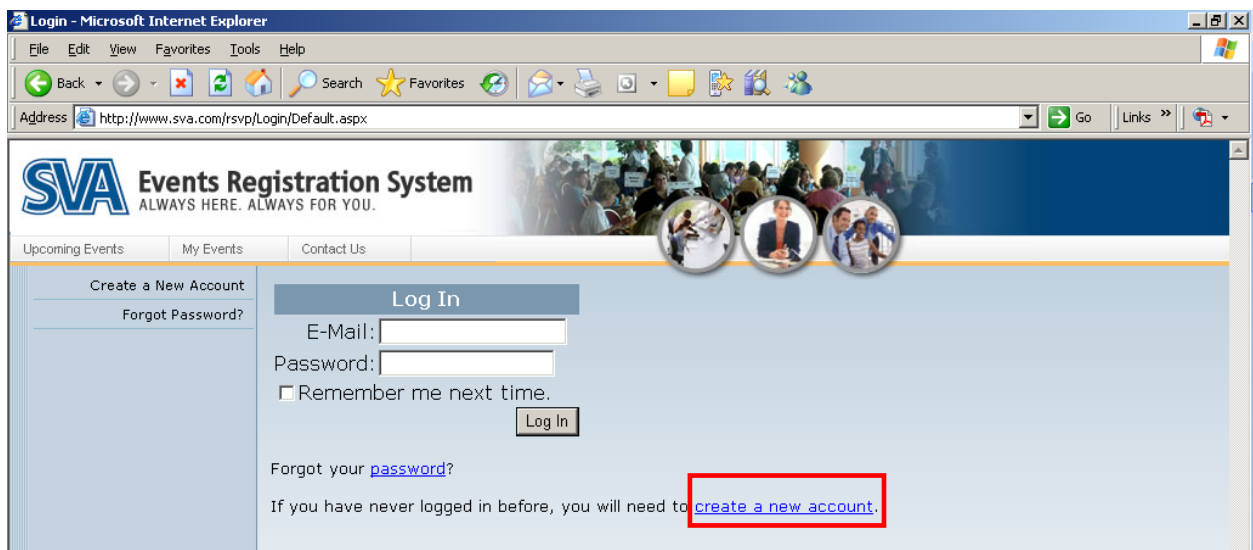 Login - Microsoft Internet Explorer
File Edit View Favorites Tools Help
Back Search Favorites
Address http://www.sva.com/rsvp/Login/Default.aspx Go Links »
SVA Events Registration System
ALWAYS HERE. ALWAYS FOR YOU.
Upcoming Events My Events Contact Us
Create a New Account
Forgot Password?
Log In
E-Mail:
Password:
Remember me next time.
Log In
Forgot your password?
If you have never logged in before, you will need to create a new account.